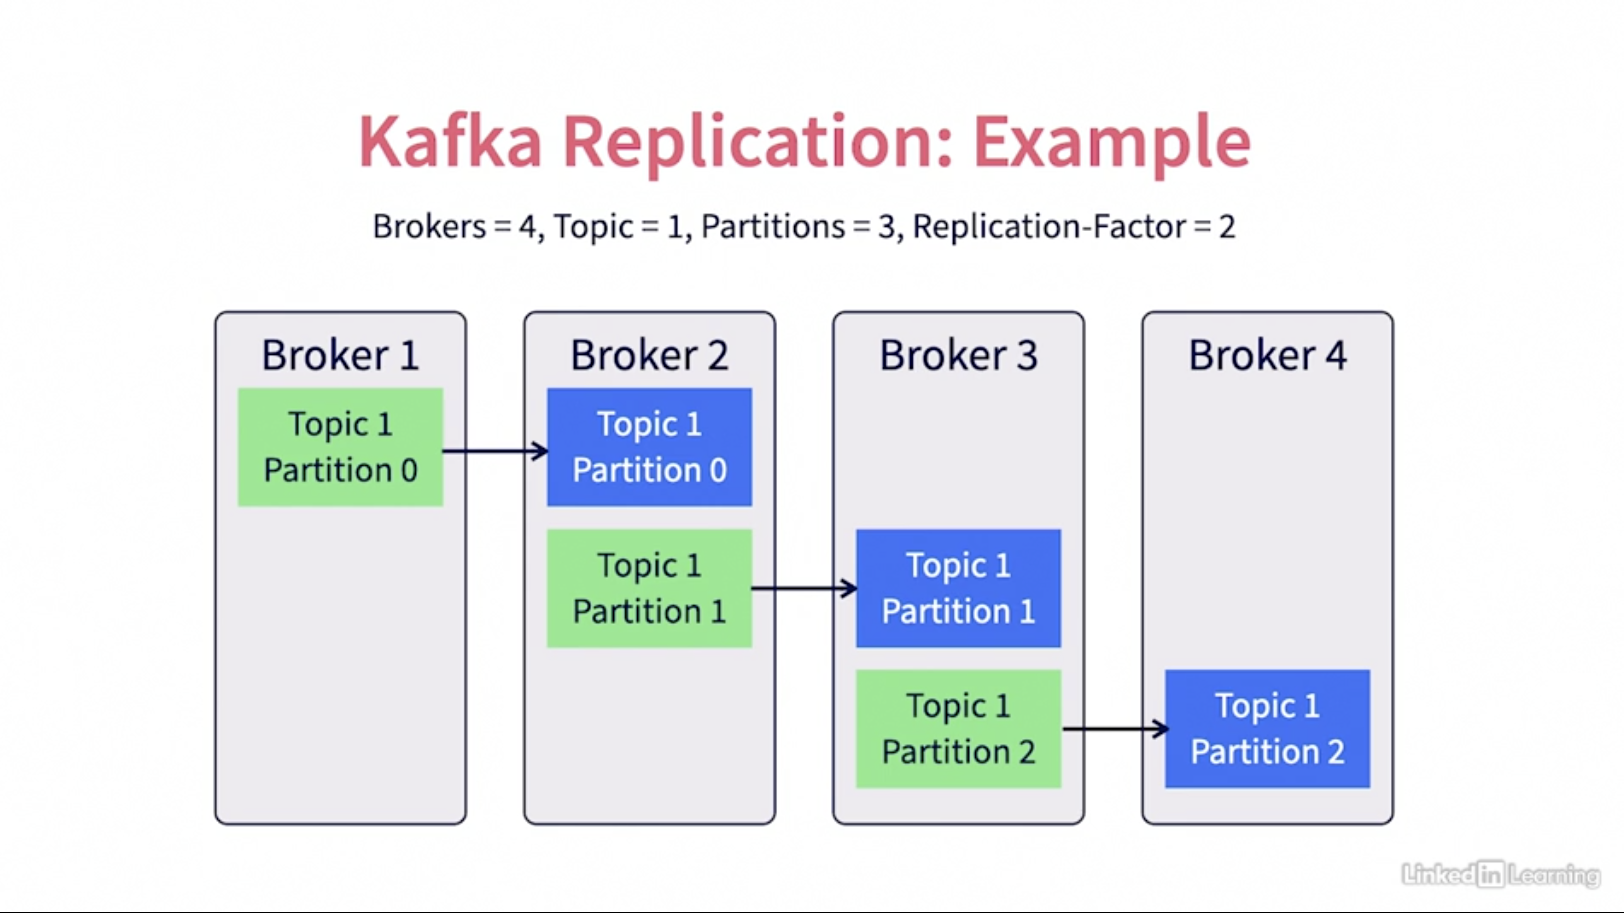 Kafka Replication: Example
Brokers = 4, Topic = 1, Partitions = 3, Replication-Factor = 2
Broker 1
Topic 1
Partition 0
Broker 2
Topic 1
Partition 0
Topic 1
Partition 1
Broker 3
Topic 1
Partition 1
Topic 1
Partition 2
Broker 4
Topic 1
Partition 2
Linked in Learning